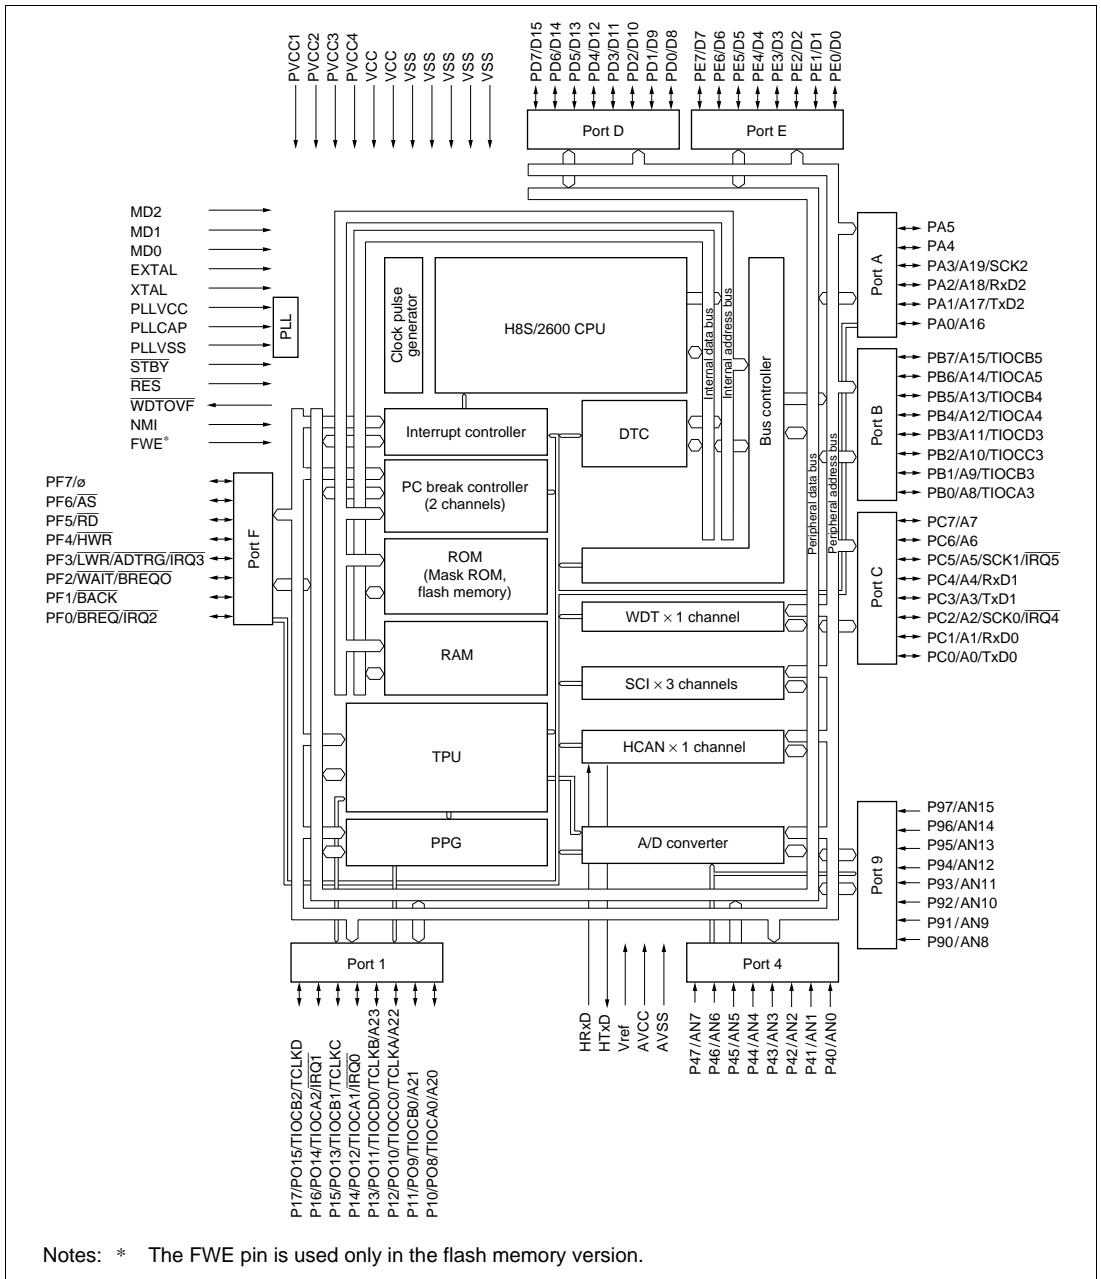 PVCC1
PVCC2
PVCC3
PVCC4
VCC
VCC
VSS
VSS
VSS
VSS
VSS
PD7/D15
PD6/D14
PD5/D13
PD4/D12
PD3/D11
PD2/D10
PD1/D9
PD0/D8
PE7/D7
PE6/D6
PE5/D5
PE4/D4
PE3/D3
PE2/D2
PE1/D1
PE0/D0
Port D
Port E
MD2
MD1
MD0
EXTAL
XTAL
PLLVCC
PLLCAP
PLLVSS
STBY
RES
WDTOVF
NMI
FWE*
PLL
PF7/ø
PF6/AS
PF5/RD
PF4/HWR
PF3/LWR/ADTRG/IRQ3
PF2/WAIT/BREQO
PF1/BACK
PF0/BREQ/IRQ2
Port F
Clock pulse
generator
H8S/2600 CPU
Interrupt controller
PC break controller
(2 channels)
ROM
(Mask ROM,
flash memory)
RAM
TPU
PPG
DTC
Internal data bus
Internal address bus
Bus controller
Peripheral data bus
Peripheral address bus
WDT × 1 channel
SCI × 3 channels
HCAN × 1 channel
A/D converter
Port A
PA5
PA4
PA3/A19/SCK2
PA2/A18/RxD2
PA1/A17/TxD2
PA0/A16
Port B
PB7/A15/TIOCB5
PB6/A14/TIOCA5
PB5/A13/TIOCB4
PB4/A12/TIOCA4
PB3/A11/TIOCD3
PB2/A10/TIOCC3
PB1/A9/TIOCB3
PB0/A8/TIOCA3
Port C
PC7/A7
PC6/A6
PC5/A5/SCK1/IRQ5
PC4/A4/RxD1
PC3/A3/TxD1
PC2/A2/SCK0/IRQ4
PC1/A1/RxD0
PC0/A0/TxD0
Port 9
P97/AN15
P96/AN14
P95/AN13
P94/AN12
P93/AN11
P92/AN10
P91/AN9
P90/AN8
Port 1
Port 4
P17/PO15/TIOCB2/TCLKD
P16/PO14/TIOCA2/IRQ1
P15/PO13/TIOCB1/TCLKC
P14/PO12/TIOCA1/IRQ0
P13/PO11/TIOCD0/TCLKB/A23
P12/PO10/TIOCC0/TCLKA/A22
P11/PO9/TIOCB0/A21
P10/PO8/TIOCA0/A20
HRxD
HTxD
Vref
AVCC
AVSS
P47/AN7
P46/AN6
P45/AN5
P44/AN4
P43/AN3
P42/AN2
P41/AN1
P40/AN0
Notes: * The FWE pin is used only in the flash memory version.